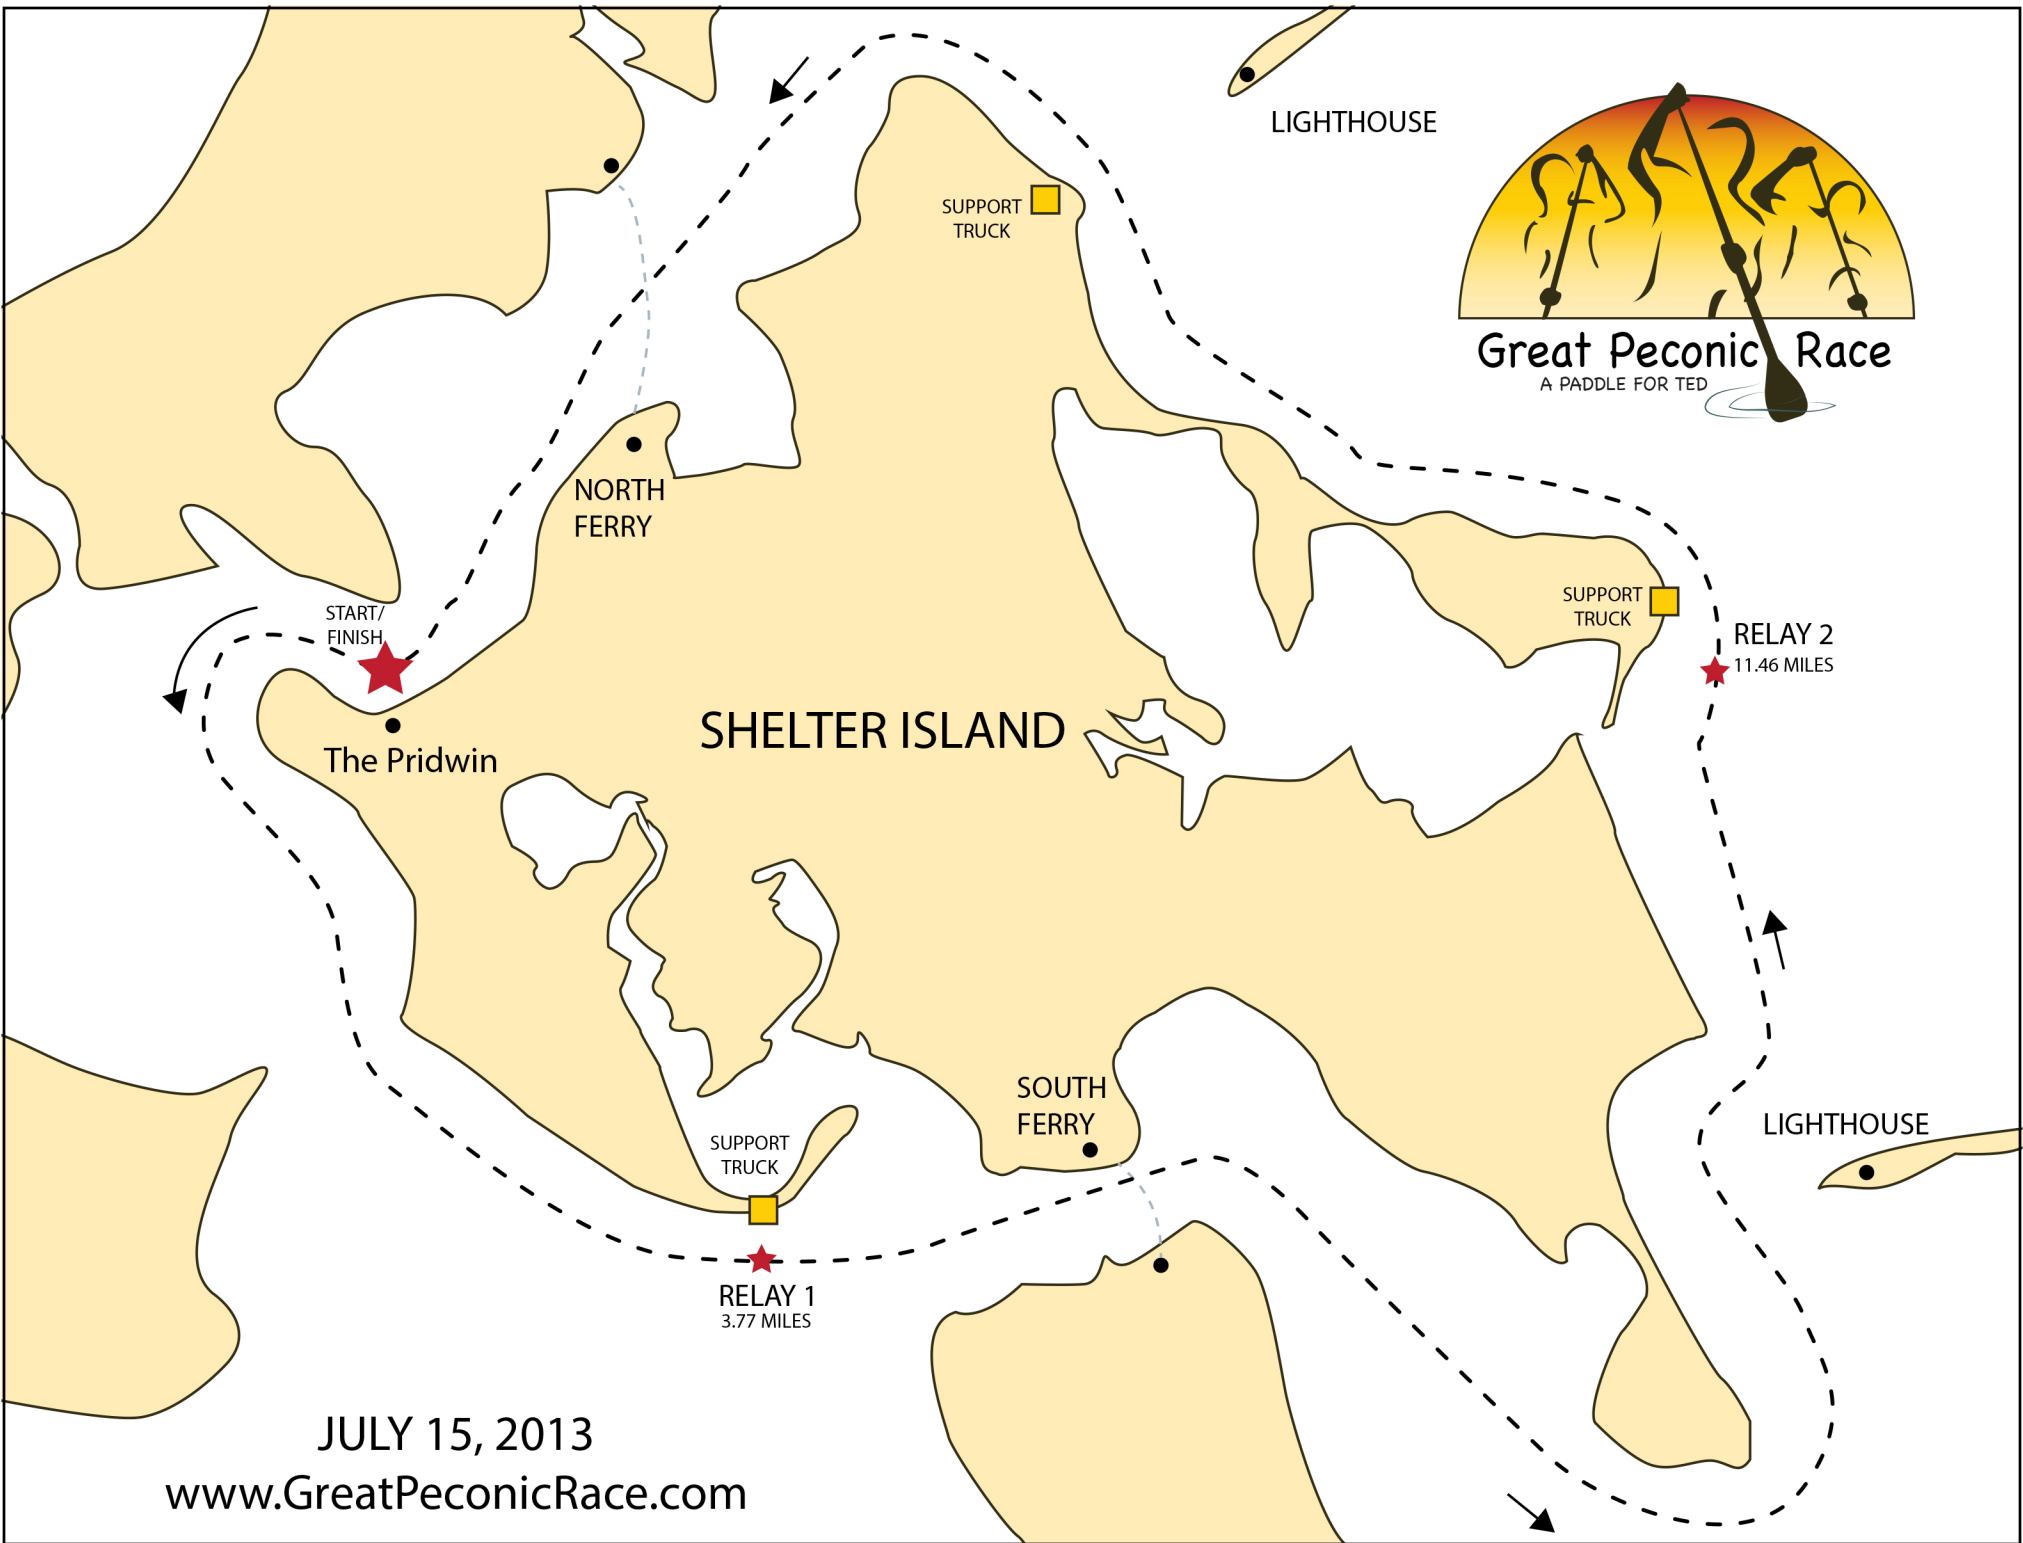 LIGHTHOUSE
SUPPORT
TRUCK
Great Peconic Race
A PADDLE FOR TED
NORTH
FERRY
START/
FINISH
SUPPORT
TRUCK
RELAY 2
11.46 MILES
SHELTER ISLAND
The Pridwin
SOUTH
FERRY
LIGHTHOUSE
SUPPORT
TRUCK
RELAY 1
3.77 MILES
JULY 15, 2013
www.GreatPeconicRace.com